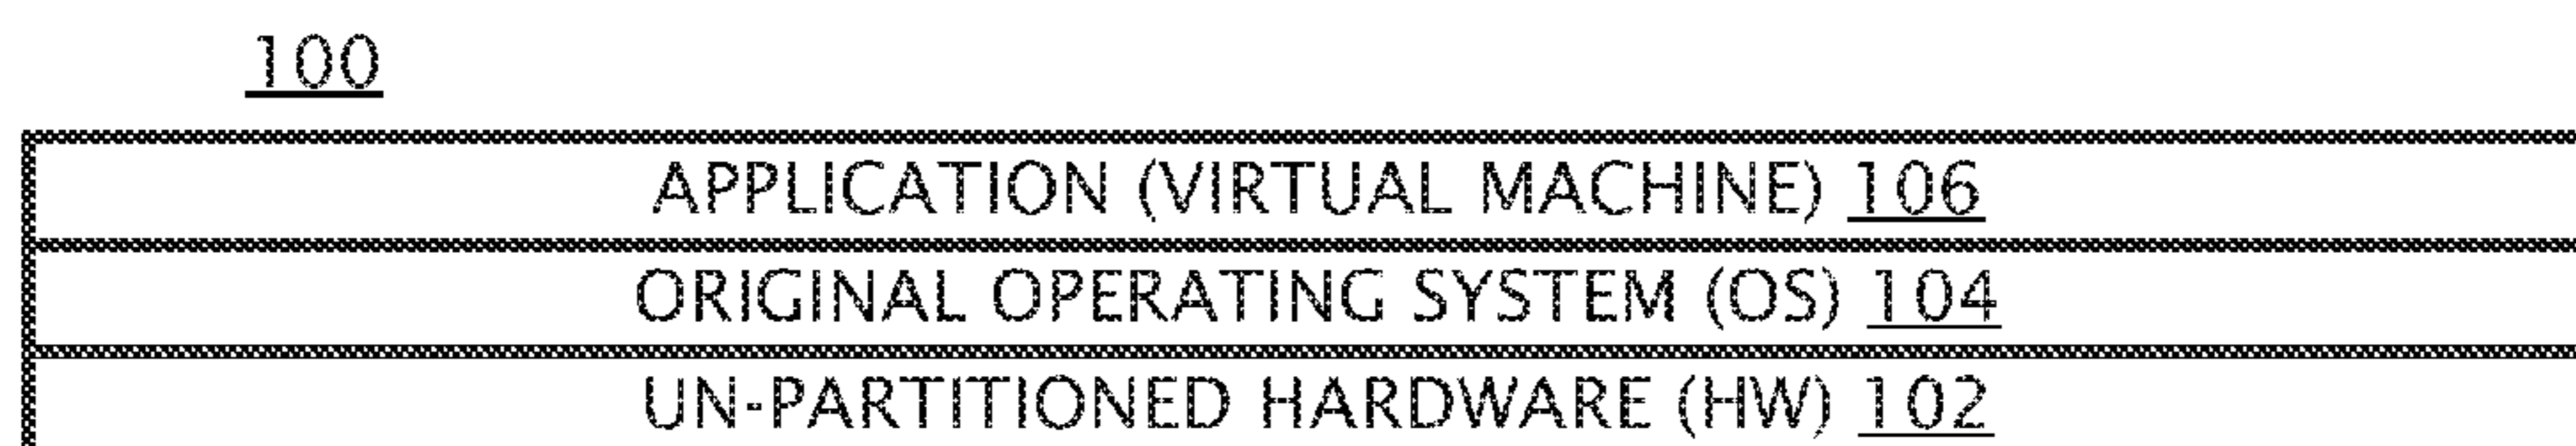 100
APPLICATION (VIRTUAL MACHINE) 106
ORIGINAL OPERATING SYSTEM (OS) 104
UN-PARTITIONED HARDWARE (HW) 102